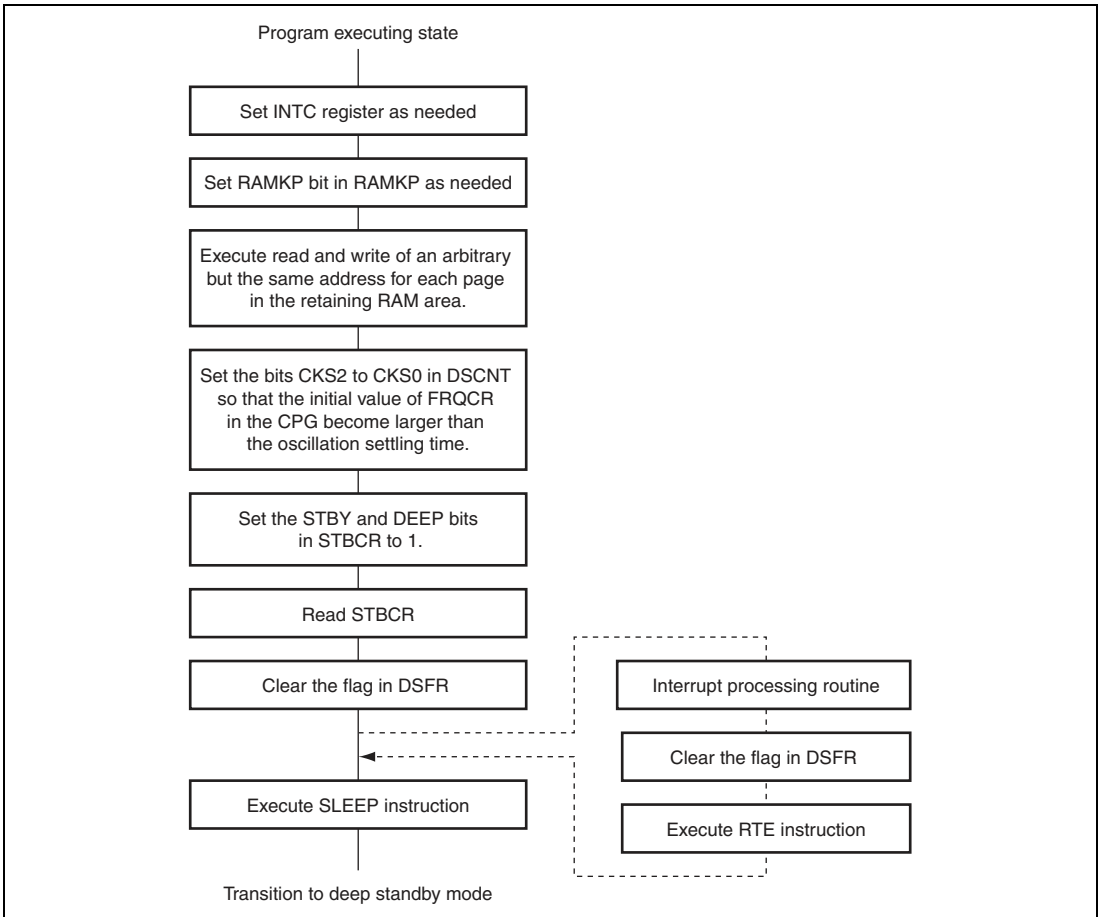 Program executing state
Set INTC register as needed
Set RAMKP bit in RAMKP as needed
Execute read and write of an arbitrary
but the same address for each page
in the retaining RAM area.
Set the bits CKS2 to CKS0 in DSCNT
so that the initial value of FRQCR
in the CPG become larger than
the oscillation settling time.
Set the STBY and DEEP bits
in STBCR to 1.
Read STBCR
Clear the flag in DSFR
Interrupt processing routine
Clear the flag in DSFR
Execute RTE instruction
Execute SLEEP instruction
Transition to deep standby mode